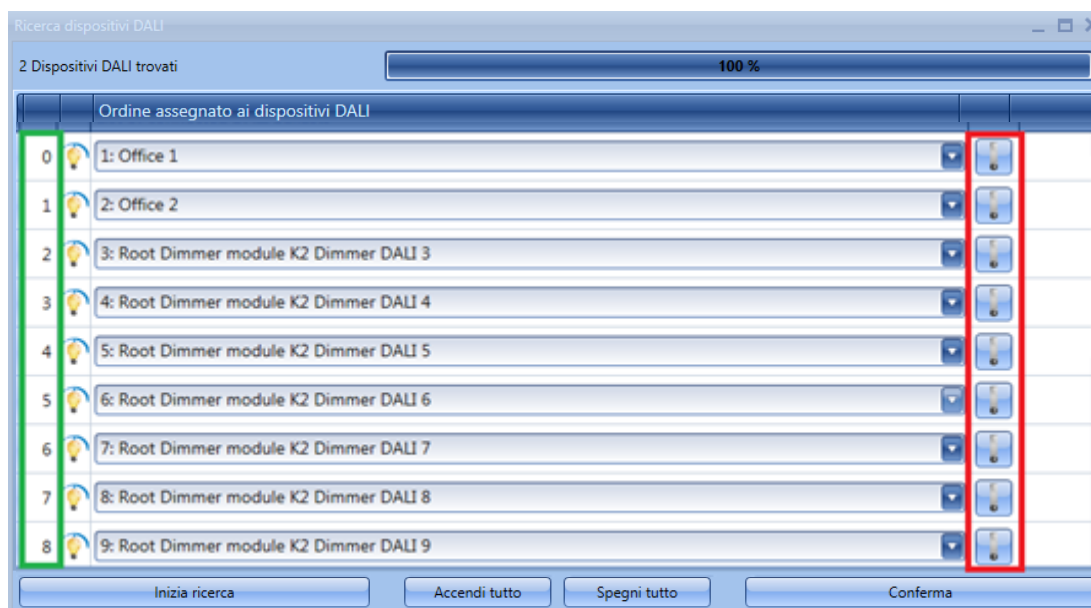 Ricerca dispositivi DALI
2 Dispositivi DALI trovati
100 %
Ordine assegnato ai dispositivi DALI
0 1: Office 1
1 2: Office 2
2 3: Root Dimmer module K2 Dimmer DALI 3
3 4: Root Dimmer module K2 Dimmer DALI 4
4 5: Root Dimmer module K2 Dimmer DALI 5
5 6: Root Dimmer module K2 Dimmer DALI 6
6 7: Root Dimmer module K2 Dimmer DALI 7
7 8: Root Dimmer module K2 Dimmer DALI 8
8 9: Root Dimmer module K2 Dimmer DALI 9
Inizia ricerca Accendi tutto Spegni tutto Conferma